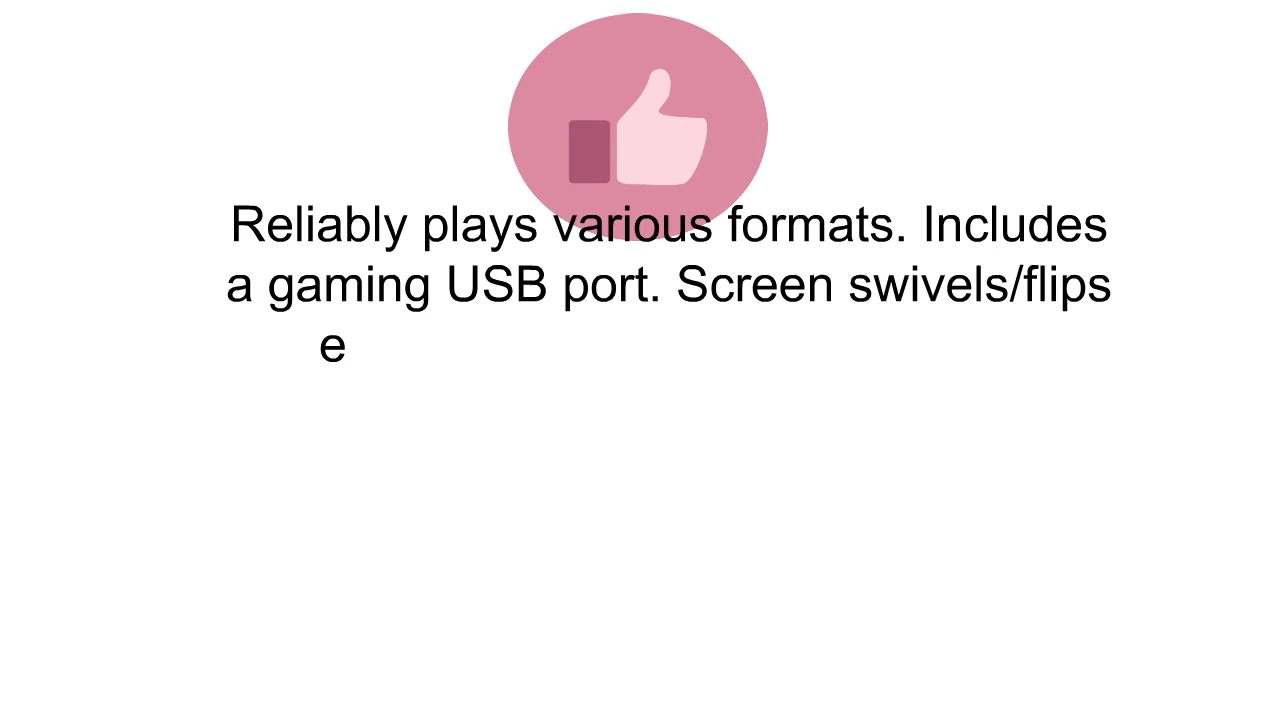 Reliably plays various formats. Includes
a gaming USB port. Screen swivels/flips
e